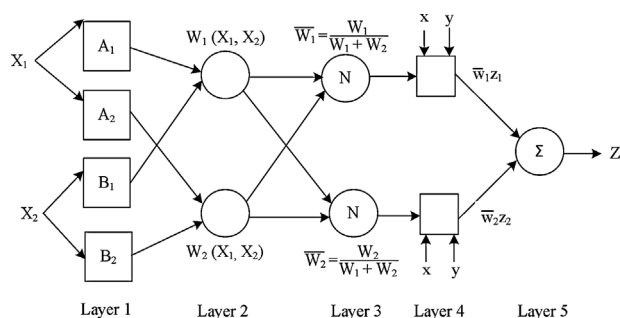 X₁
A₁
A₂
X₂
B₁
B₂
W₁ (X₁, X₂)
W₂ (X₁, X₂)
W̅₁ = W₁ / W₁ + W₂
N
N
W̅₂ = W₂ / W₁ + W₂
x y
w̅₁z₁
w̅₂z₂
x y
Σ
Z
Layer 1 Layer 2 Layer 3 Layer 4 Layer 5